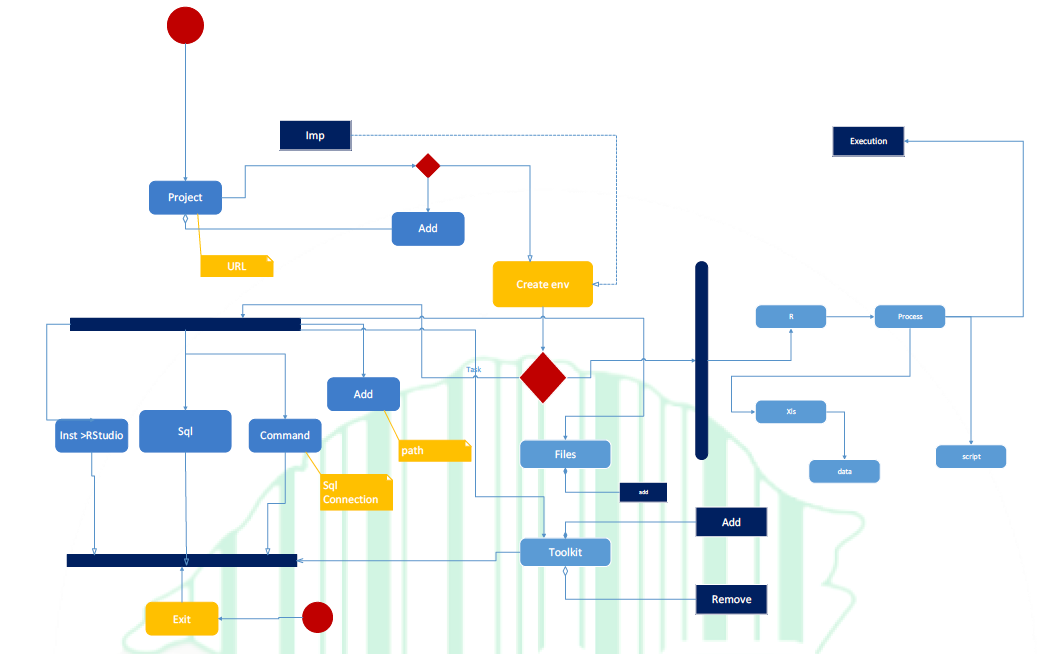 Imp
Execution
Project
Add
URL
Create env
R
Process
Task
Add
Xls
Inst >RStudio
Sql
Command
path
Files
script
data
Sql
Connection
add
Add
Toolkit
Remove
Exit